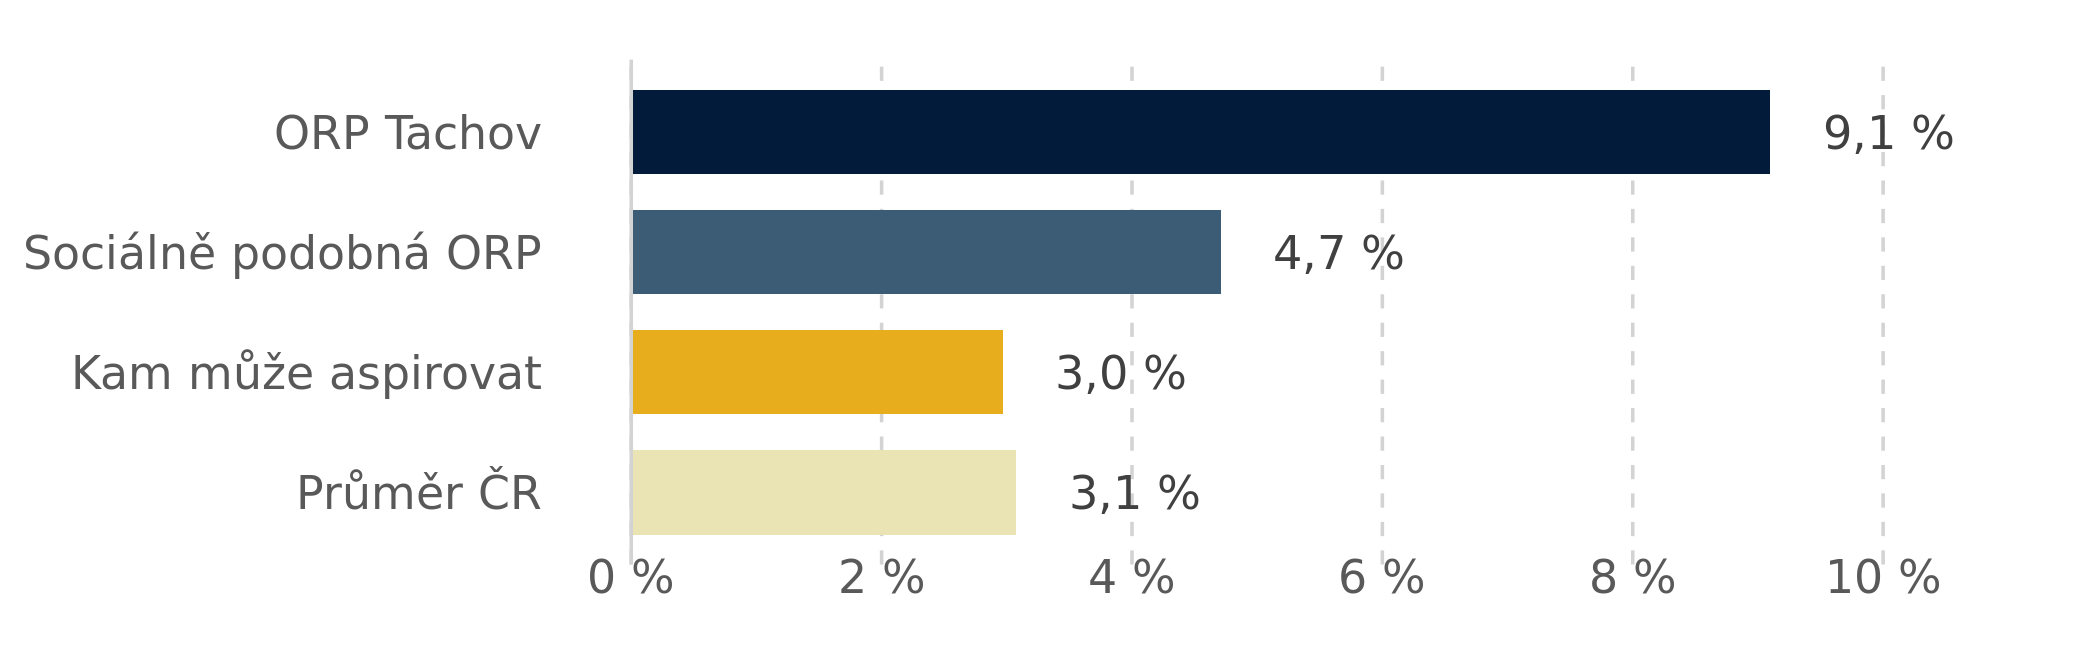 ORP Tachov
9,1 %
Sociálně podobná ORP
4,7 %
Kam může aspirovat
3,0 %
Průměr ČR
3,1 %
0 % 2 % 4 % 6 % 8 % 10 %